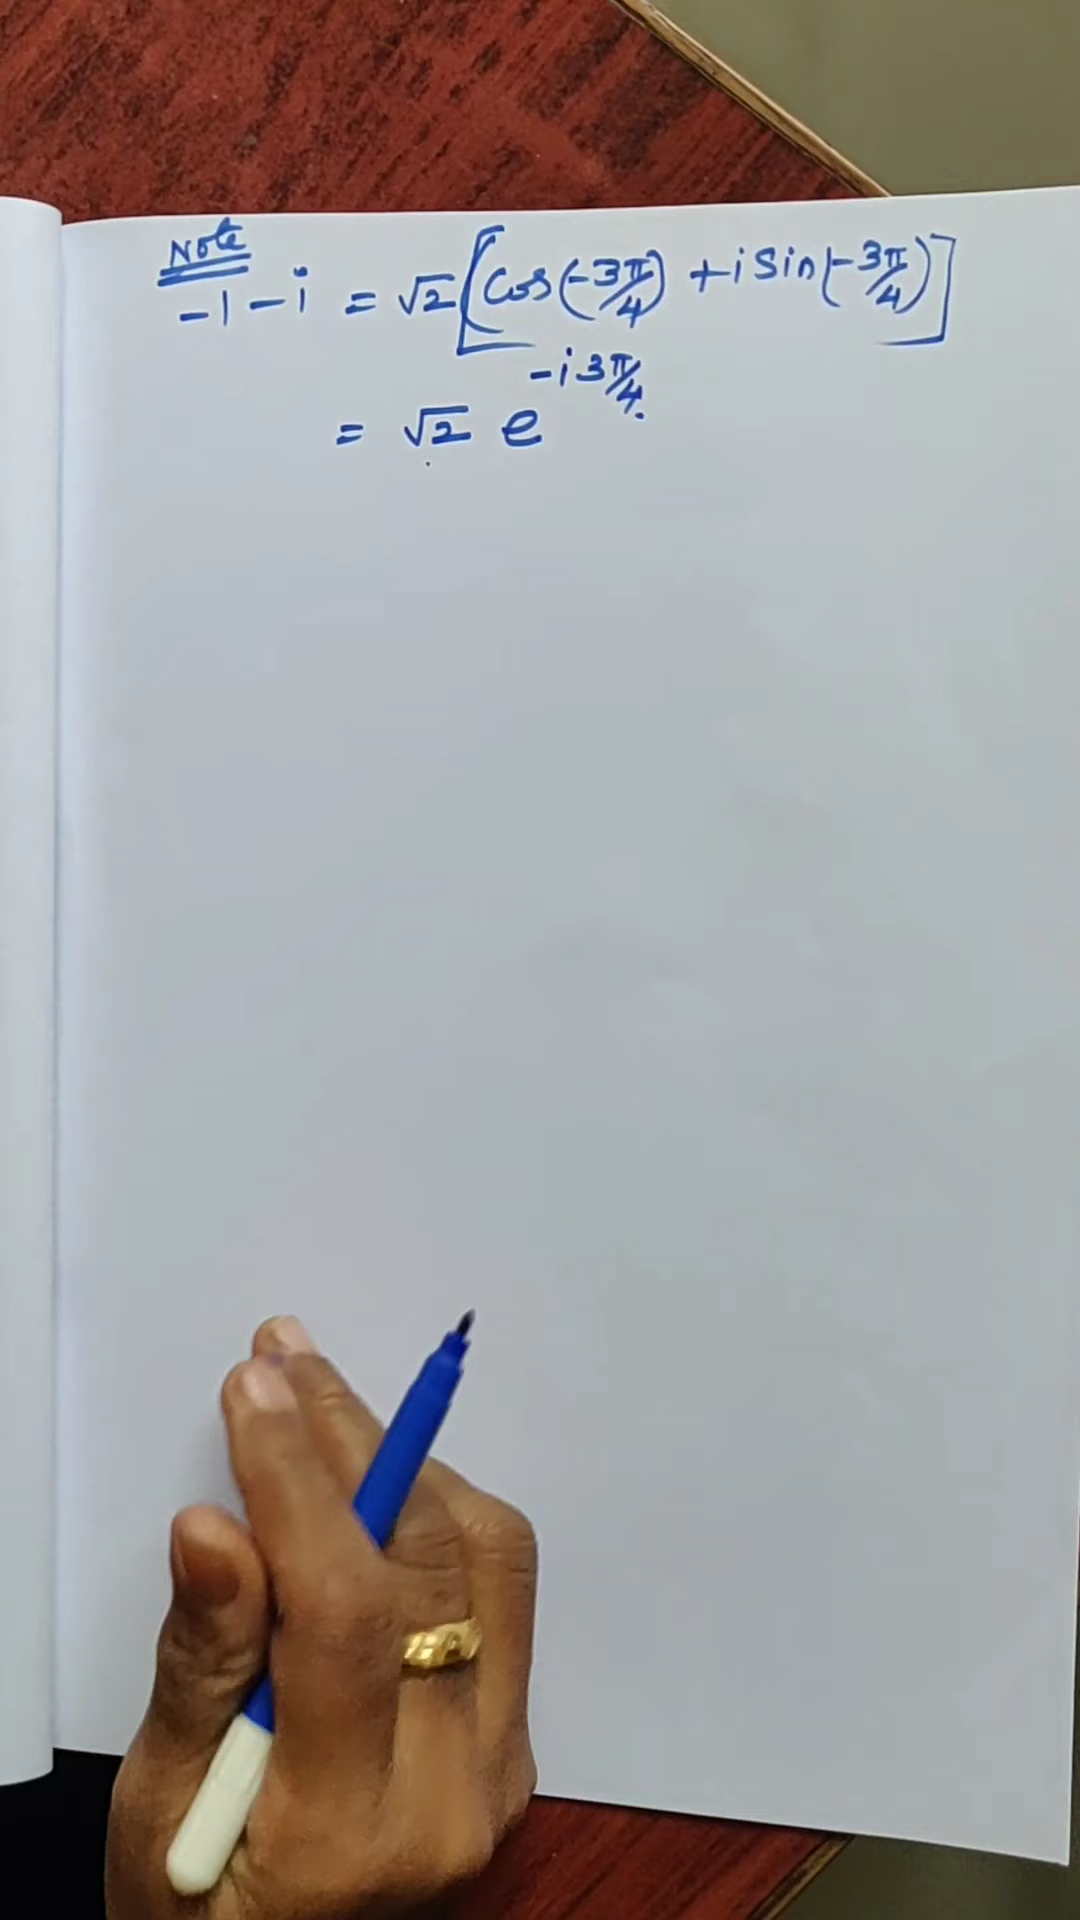 Note
-1-i = √2 [cos(-3π/4) + i sin(-3π/4)]
= √2 e^{-i3π/4}